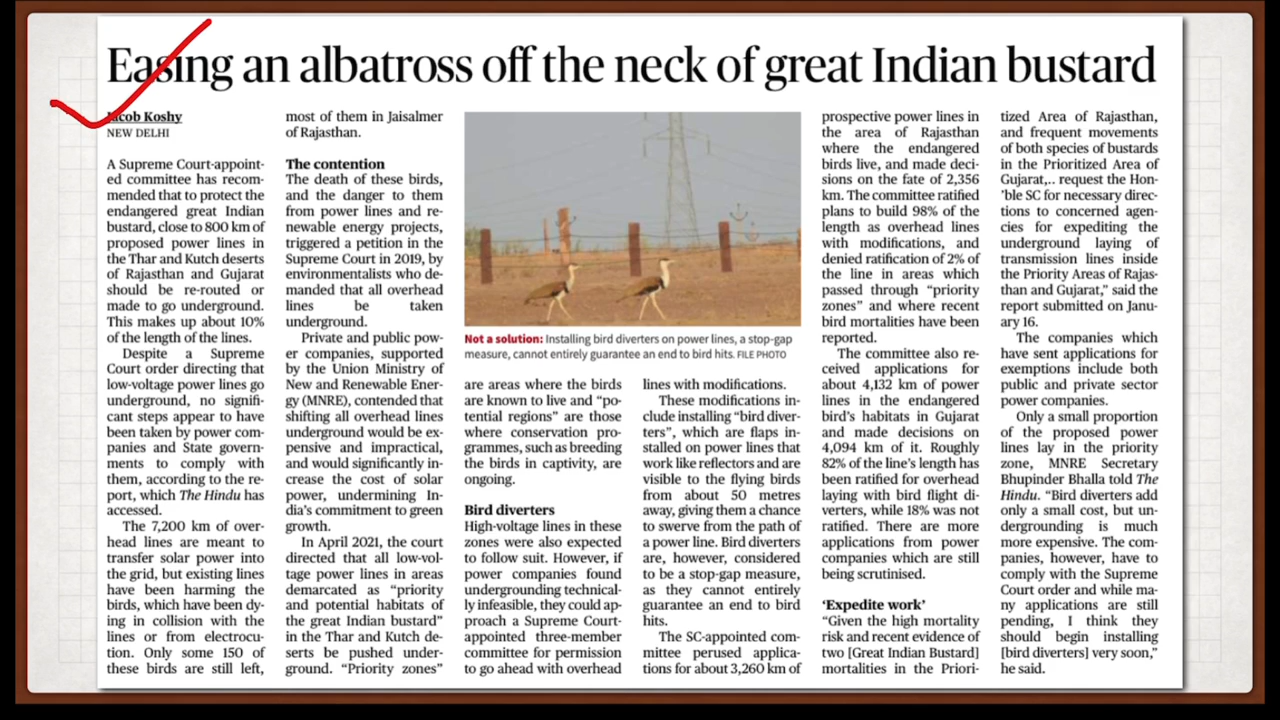 Easing an albatross off the neck of great Indian bustard
Jacob Koshy
NEW DELHI
A Supreme Court-appoint-
ed committee has recom-
mended that to protect the
endangered great Indian
bustard, close to 800 km of
proposed power lines in
the Thar and Kutch deserts
of Rajasthan and Gujarat
should be re-routed or
made to go underground.
This makes up about 10%
of the length of the lines.
Despite a Supreme
Court order directing that
low-voltage power lines go
underground, no signifi-
cant steps appear to have
been taken by power com-
panies and State govern-
ments to comply with
them, according to the re-
port, which The Hindu has
accessed.
The 7,200 km of over-
head lines are meant to
transfer solar power into
the grid, but existing lines
have been harming the
birds, which have been dy-
ing in collision with the
lines or from electrocu-
tion. Only some 150 of
these birds are still left,
most of them in Jaisalmer
of Rajasthan.
The contention
The death of these birds,
and the danger to them
from power lines and re-
newable energy projects,
triggered a petition in the
Supreme Court in 2019, by
environmentalists who de-
manded that all overhead
lines be taken
underground.
Private and public pow-
er companies, supported
by the Union Ministry of
New and Renewable Ener-
gy (MNRE), contended that
shifting all overhead lines
underground would be ex-
pensive and impractical,
and would significantly in-
crease the cost of solar
power, undermining In-
dia's commitment to green
growth.
In April 2021, the court
directed that all low-vol-
tage power lines in areas
demarcated as “priority
and potential habitats of
the great Indian bustard”
in the Thar and Kutch de-
serts be pushed under-
ground. “Priority zones”
Not a solution: Installing bird diverters on power lines, a stop-gap
measure, cannot entirely guarantee an end to bird hits. FILE PHOTO
are areas where the birds
are known to live and “po-
tential regions” are those
where conservation pro-
grammes, such as breeding
the birds in captivity, are
ongoing.
Bird diverters
High-voltage lines in these
zones were also expected
to follow suit. However, if
power companies found
undergrounding technical-
ly infeasible, they could ap-
proach a Supreme Court-
appointed three-member
committee for permission
to go ahead with overhead
lines with modifications.
These modifications in-
clude installing “bird diver-
ters”, which are flaps in-
stalled on power lines that
work like reflectors and are
visible to the flying birds
from about 50 metres
away, giving them a chance
to swerve from the path of
a power line. Bird diverters
are, however, considered
to be a stop-gap measure,
as they cannot entirely
guarantee an end to bird
hits.
The SC-appointed com-
mittee perused applica-
tions for about 3,260 km of
prospective power lines in
the area of Rajasthan
where the endangered
birds live, and made deci-
sions on the fate of 2,356
km. The committee ratified
plans to build 98% of the
length as overhead lines
with modifications, and
denied ratification of 2% of
the line in areas which
passed through “priority
zones” and where recent
bird mortalities have been
reported.
The committee also re-
ceived applications for
about 4,132 km of power
lines in the endangered
bird's habitats in Gujarat
and made decisions on
4,094 km of it. Roughly
82% of the line's length has
been ratified for overhead
laying with bird flight di-
verters, while 18% was not
ratified. There are more
applications from power
companies which are still
being scrutinised.
‘Expedite work’
“Given the high mortality
risk and recent evidence of
two [Great Indian Bustard]
mortalities in the Priori-
tized Area of Rajasthan,
and frequent movements
of both species of bustards
in the Prioritized Area of
Gujarat,.. request the Hon-
'ble SC for necessary direc-
tions to concerned agen-
cies for expediting the
underground laying of
transmission lines inside
the Priority Areas of Rajas-
than and Gujarat,” said the
report submitted on Janu-
ary 16.
The companies which
have sent applications for
exemptions include both
public and private sector
power companies.
Only a small proportion
of the proposed power
lines lay in the priority
zone, MNRE Secretary
Bhupinder Bhalla told The
Hindu. “Bird diverters add
only a small cost, but un-
dergrounding is much
more expensive. The com-
panies, however, have to
comply with the Supreme
Court order and while ma-
ny applications are still
pending, I think they
should begin installing
[bird diverters] very soon,”
he said.